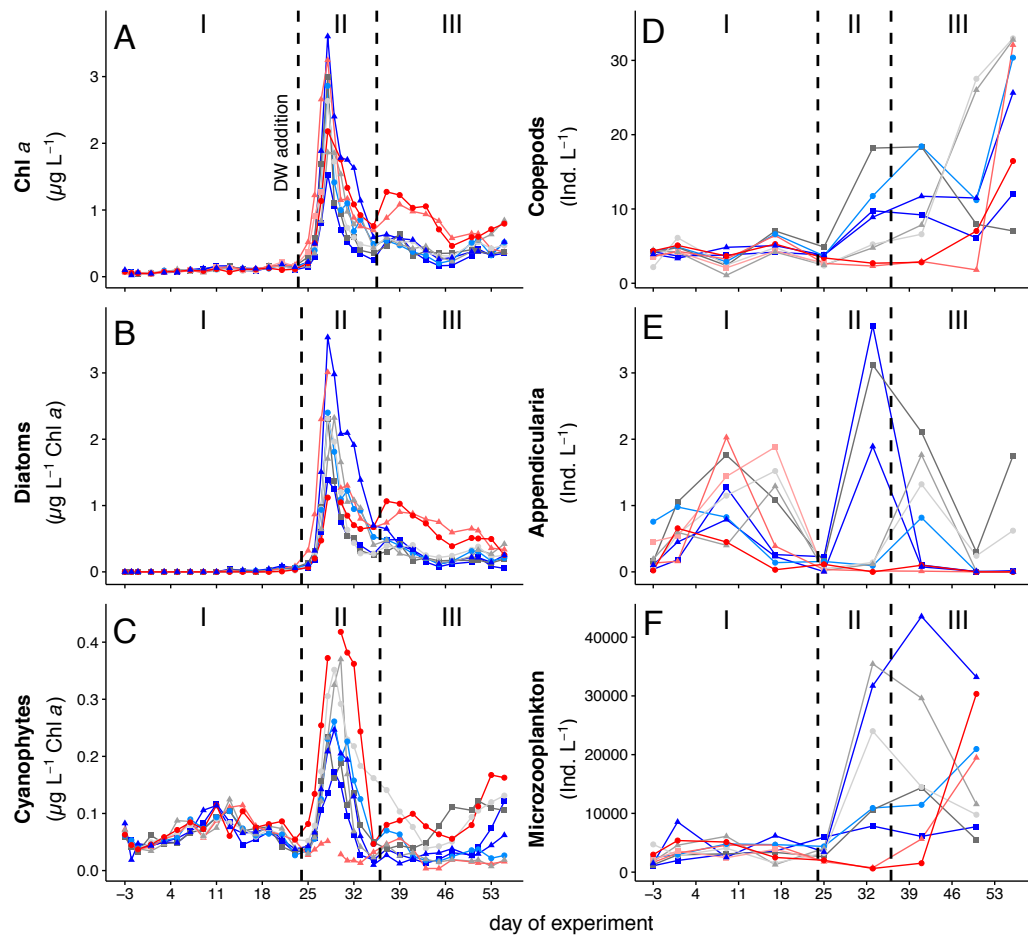 A
I
II
III
DW addition
Chl a
(µg L⁻¹)
3
2
1
0
B
I
II
III
Diatoms
(µg L⁻¹ Chl a)
3
2
1
0
C
I
II
III
Cyanophytes
(µg L⁻¹ Chl a)
0.4
0.3
0.2
0.1
0.0
−3 4 11 18 25 32 39 46 53
D
I
II
III
Copepods
(Ind. L⁻¹)
30
20
10
0
E
I
II
III
Appendicularia
(Ind. L⁻¹)
3
2
1
0
F
I
II
III
Microzooplankton
(Ind. L⁻¹)
40000
30000
20000
10000
0
−3 4 11 18 25 32 39 46 53
day of experiment